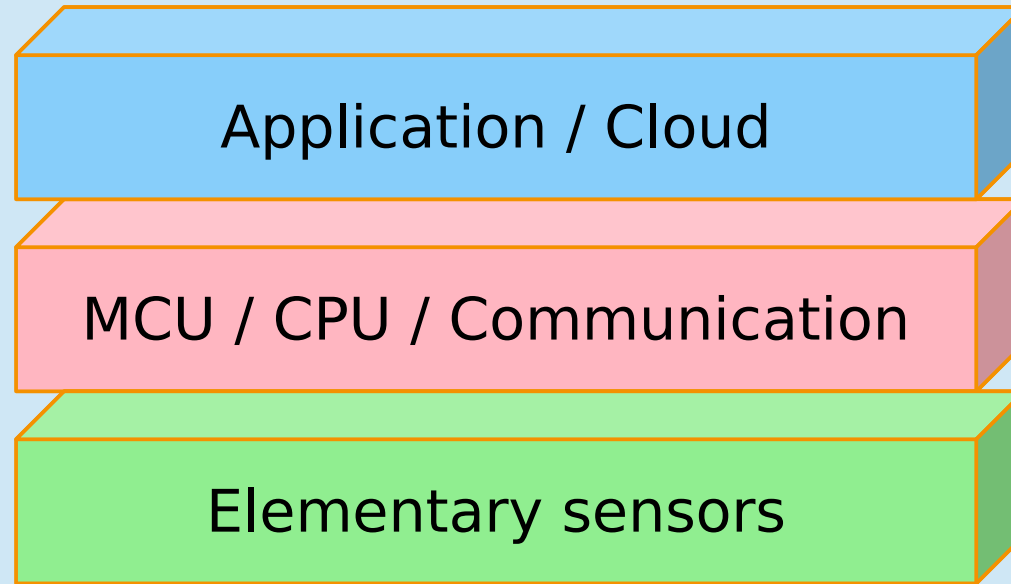 Application / Cloud
MCU / CPU / Communication
Elementary sensors